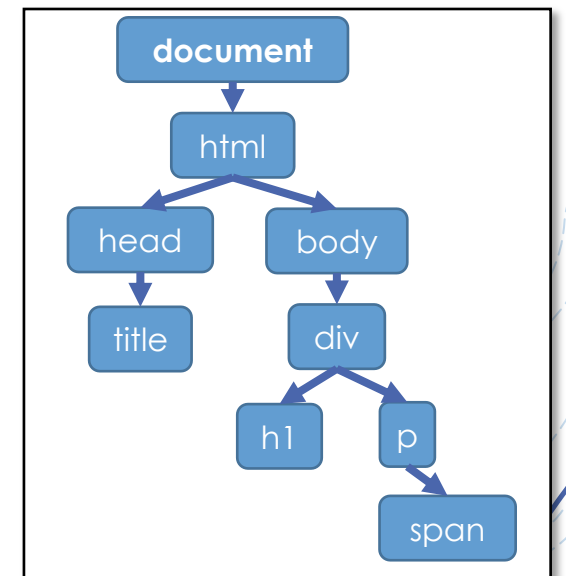 document
html
head body
title div
h1 p
span